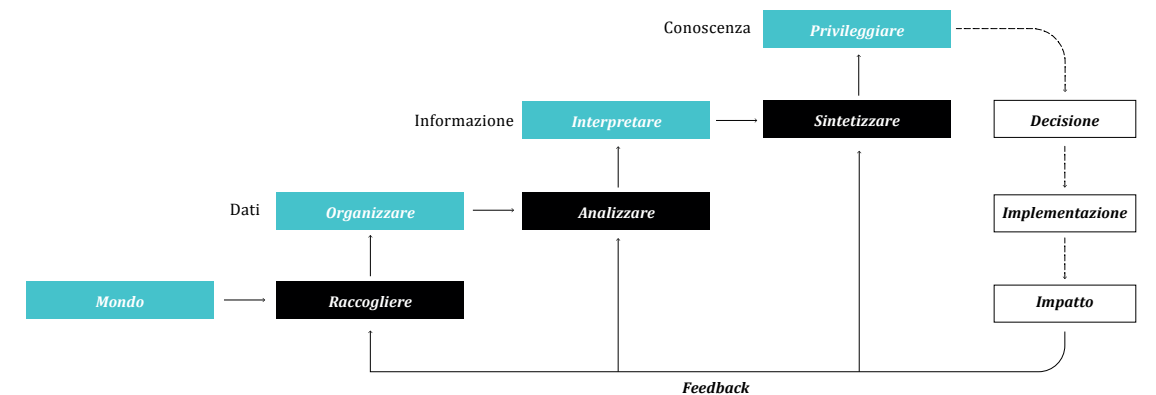 Conoscenza
Privileggiare
Informazione
Interpretare
Sintetizzare
Decisione
Dati
Organizzare
Analizzare
Implementazione
Mondo
Raccogliere
Impatto
Feedback